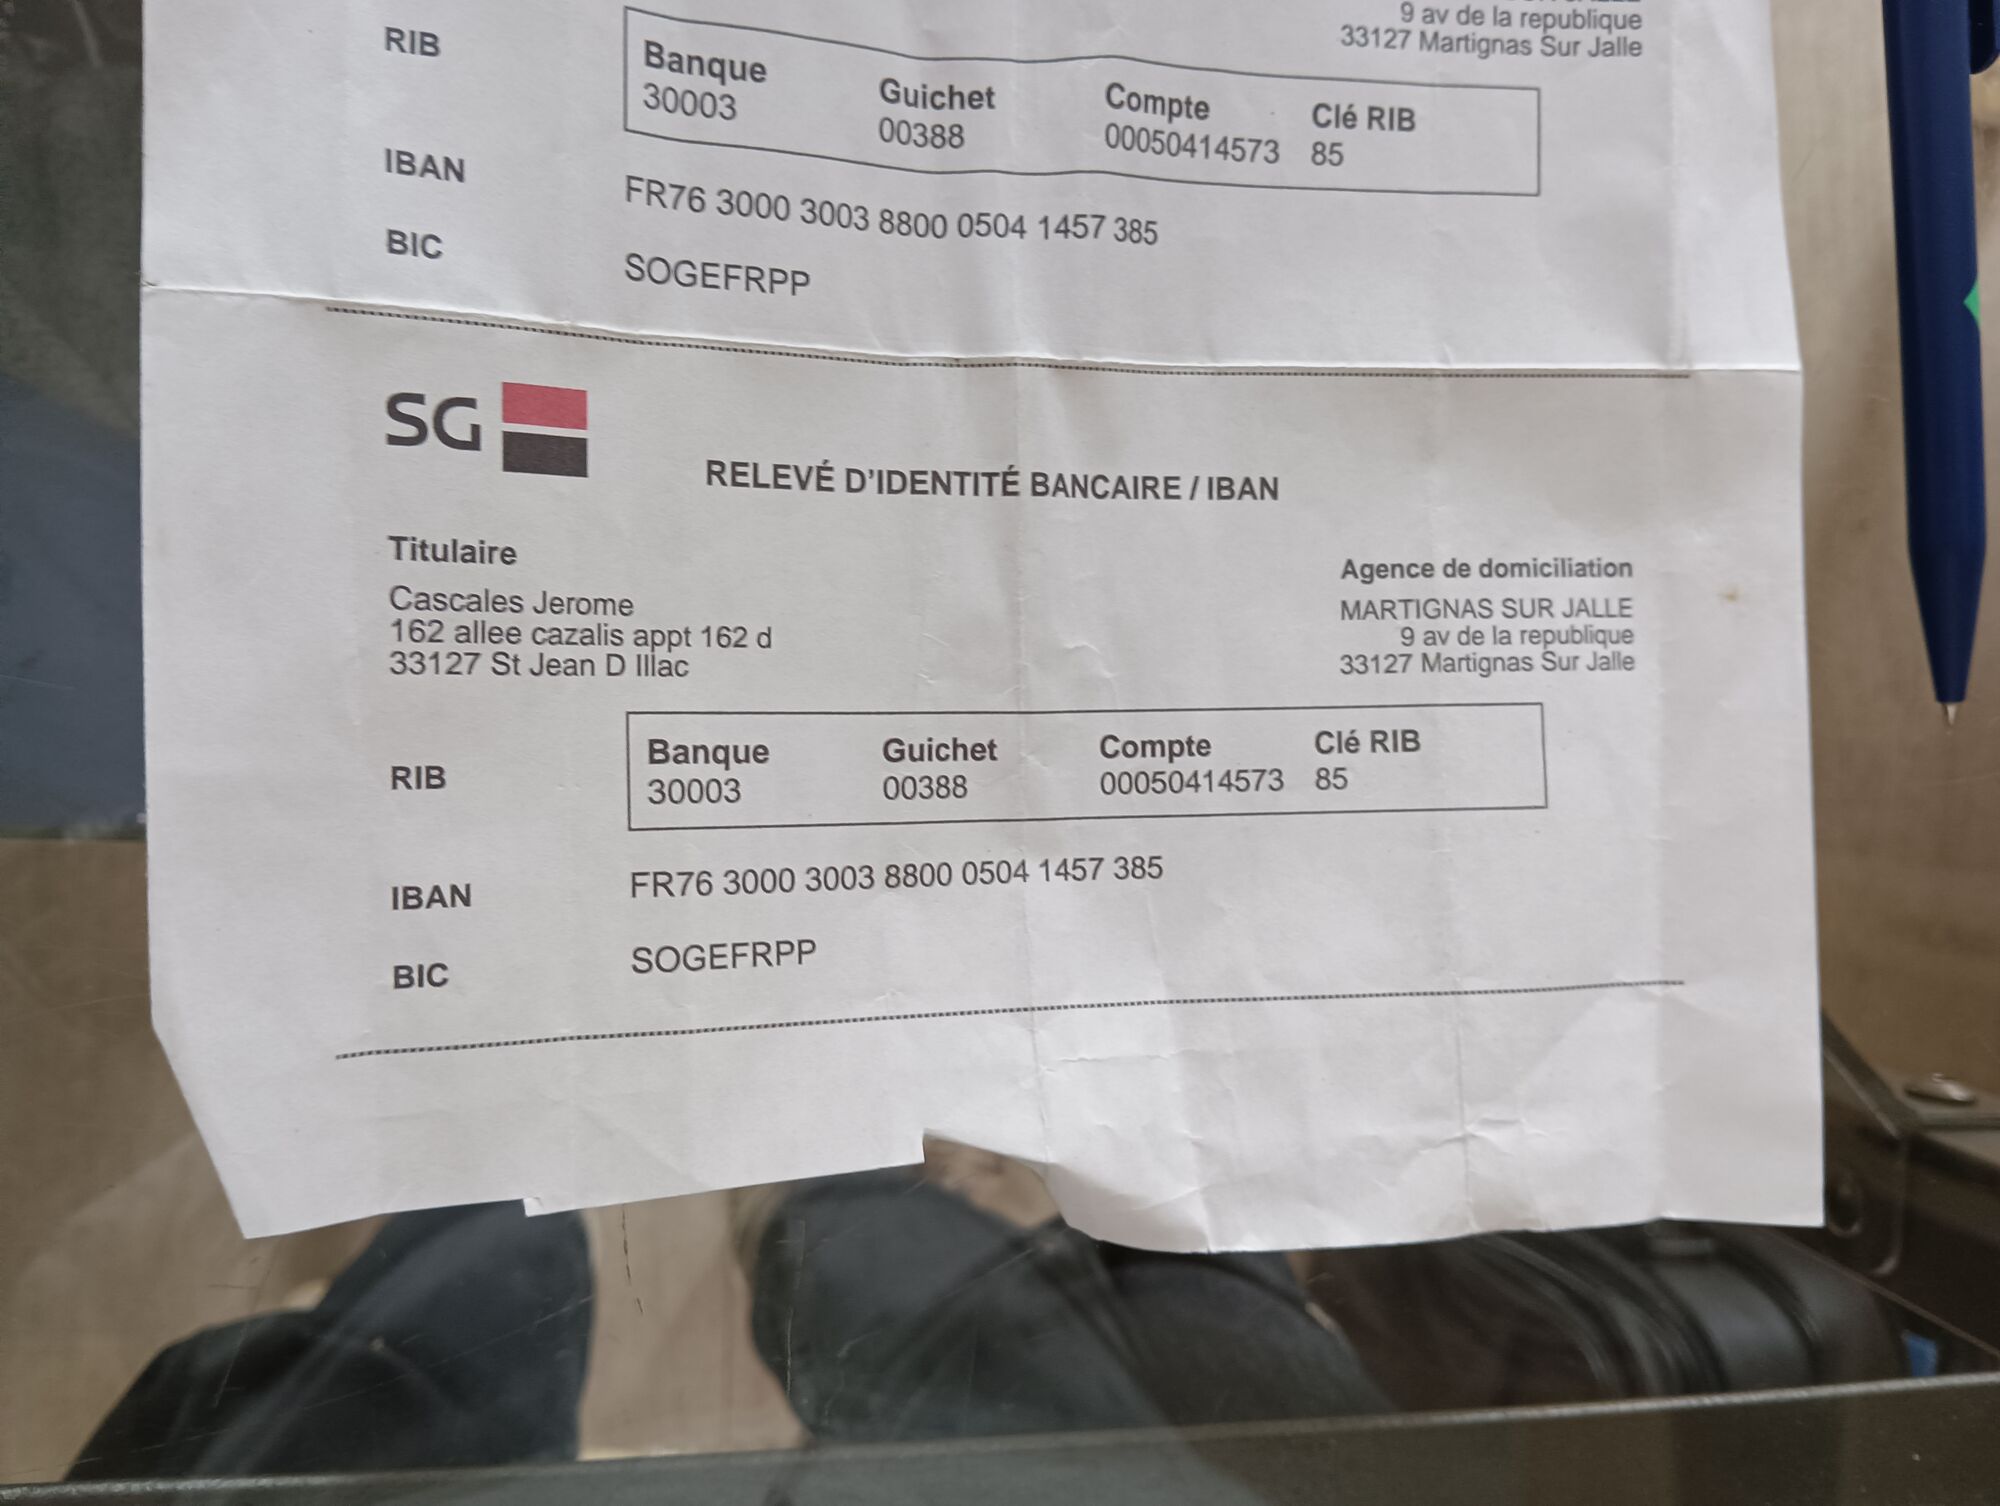 9 av de la republique
33127 Martignas Sur Jalle
RIB
Banque Guichet Compte Clé RIB
30003 00388 00050414573 85
IBAN FR76 3000 3003 8800 0504 1457 385
BIC SOGEFRPP
SG
RELEVÉ D'IDENTITÉ BANCAIRE / IBAN
Titulaire
Cascales Jerome
162 allee cazalis appt 162 d
33127 St Jean D Illac
Agence de domiciliation
MARTIGNAS SUR JALLE
9 av de la republique
33127 Martignas Sur Jalle
RIB
Banque Guichet Compte Clé RIB
30003 00388 00050414573 85
IBAN FR76 3000 3003 8800 0504 1457 385
BIC SOGEFRPP